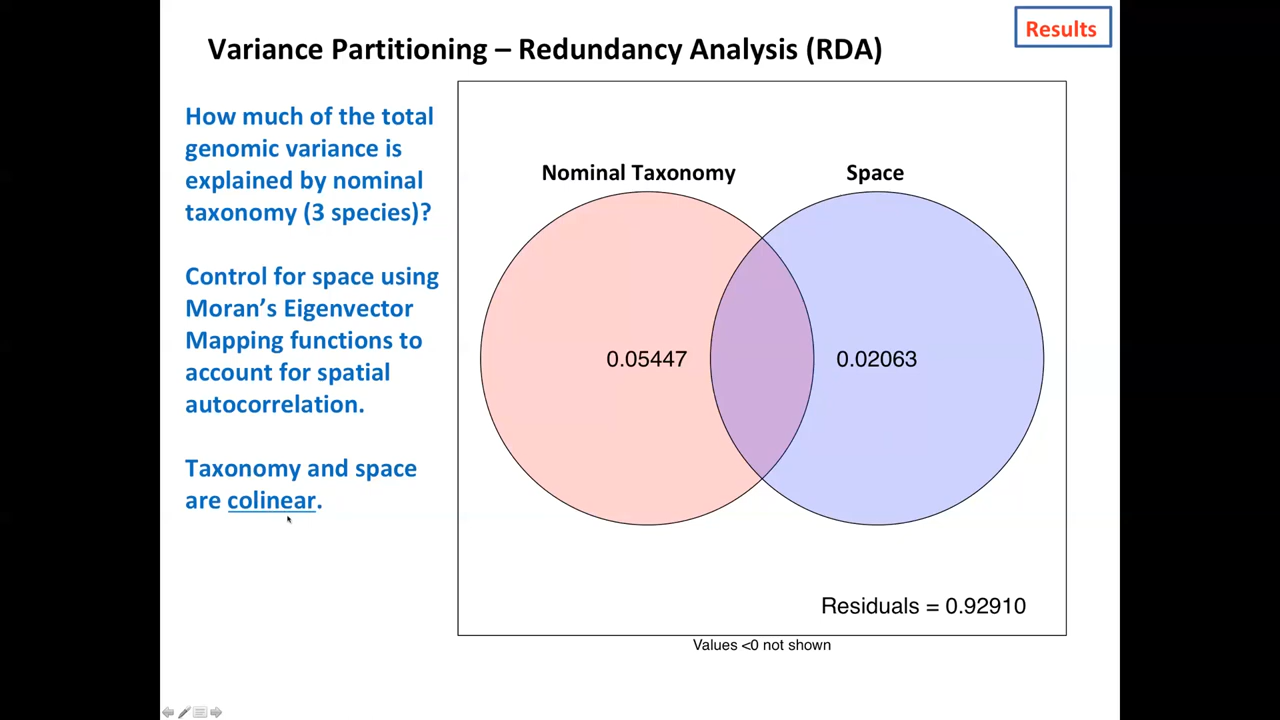 Results
Variance Partitioning – Redundancy Analysis (RDA)
How much of the total
genomic variance is
explained by nominal
taxonomy (3 species)?
Control for space using
Moran's Eigenvector
Mapping functions to
account for spatial
autocorrelation.
Taxonomy and space
are colinear.
Nominal Taxonomy
Space
0.05447
0.02063
Residuals = 0.92910
Values <0 not shown